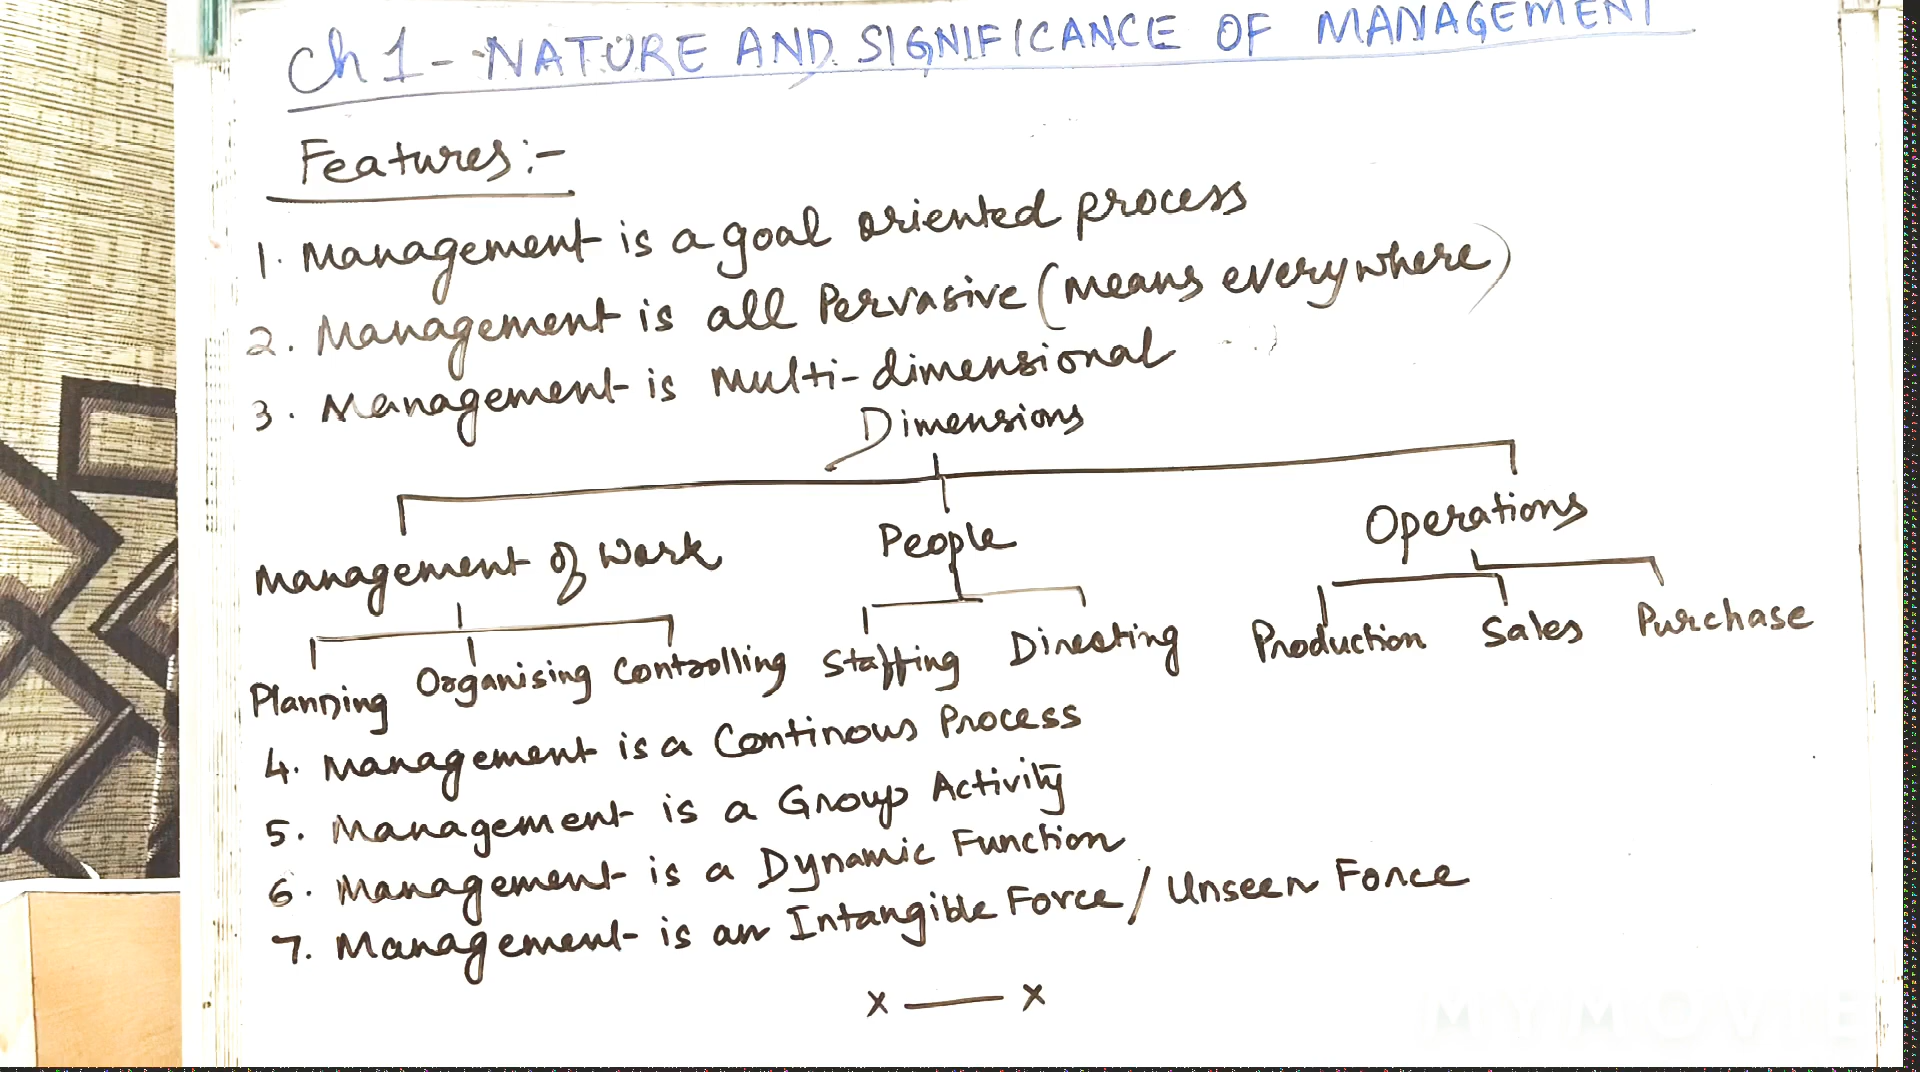 Ch 1 - NATURE AND SIGNIFICANCE OF MANAGEMENT
Features:-
1. Management is a goal oriented process
2. Management is all Pervasive (means everywhere)
3. Management is Multi-dimensional
Dimensions
Management of Work People Operations
Planning Organising Controlling Staffing Directing Production Sales Purchase
4. Management is a Continous Process
5. Management is a Group Activity
6. Management is a Dynamic Function
7. Management is an Intangible Force / Unseen Force
x — x
MYMOVIE